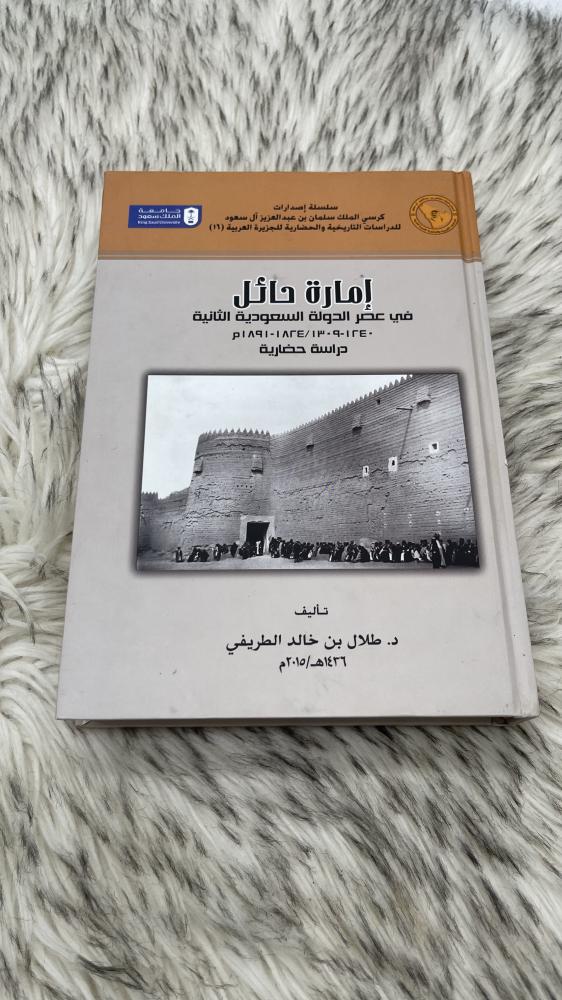 سلسلة إصدارات
كرسي الملك سلمان بن عبدالعزيز آل سعود
للدراسات التاريخية والحضارية للجزيرة العربية (١٦)
جامعة
الملك سعود
King Saud University
إمارة حائل
في عصر الدولة السعودية الثانية
١٢٤٠-١٣٠٩/١٨٢٤-١٨٩١م
دراسة حضارية
تأليف
د. طلال بن خالد الطريفي
١٤٣٦هـ/٢٠١٥م